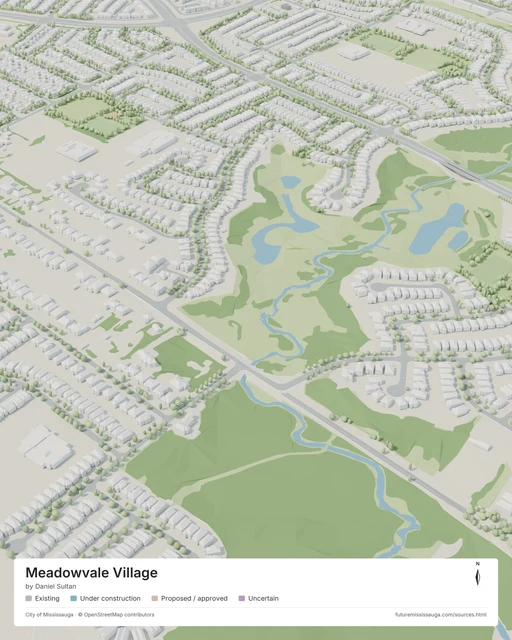 N
Meadowvale Village
by Daniel Sultan
Existing Under construction Proposed / approved Uncertain
City of Mississauga · © OpenStreetMap contributors futuremississauga.com/sources.html